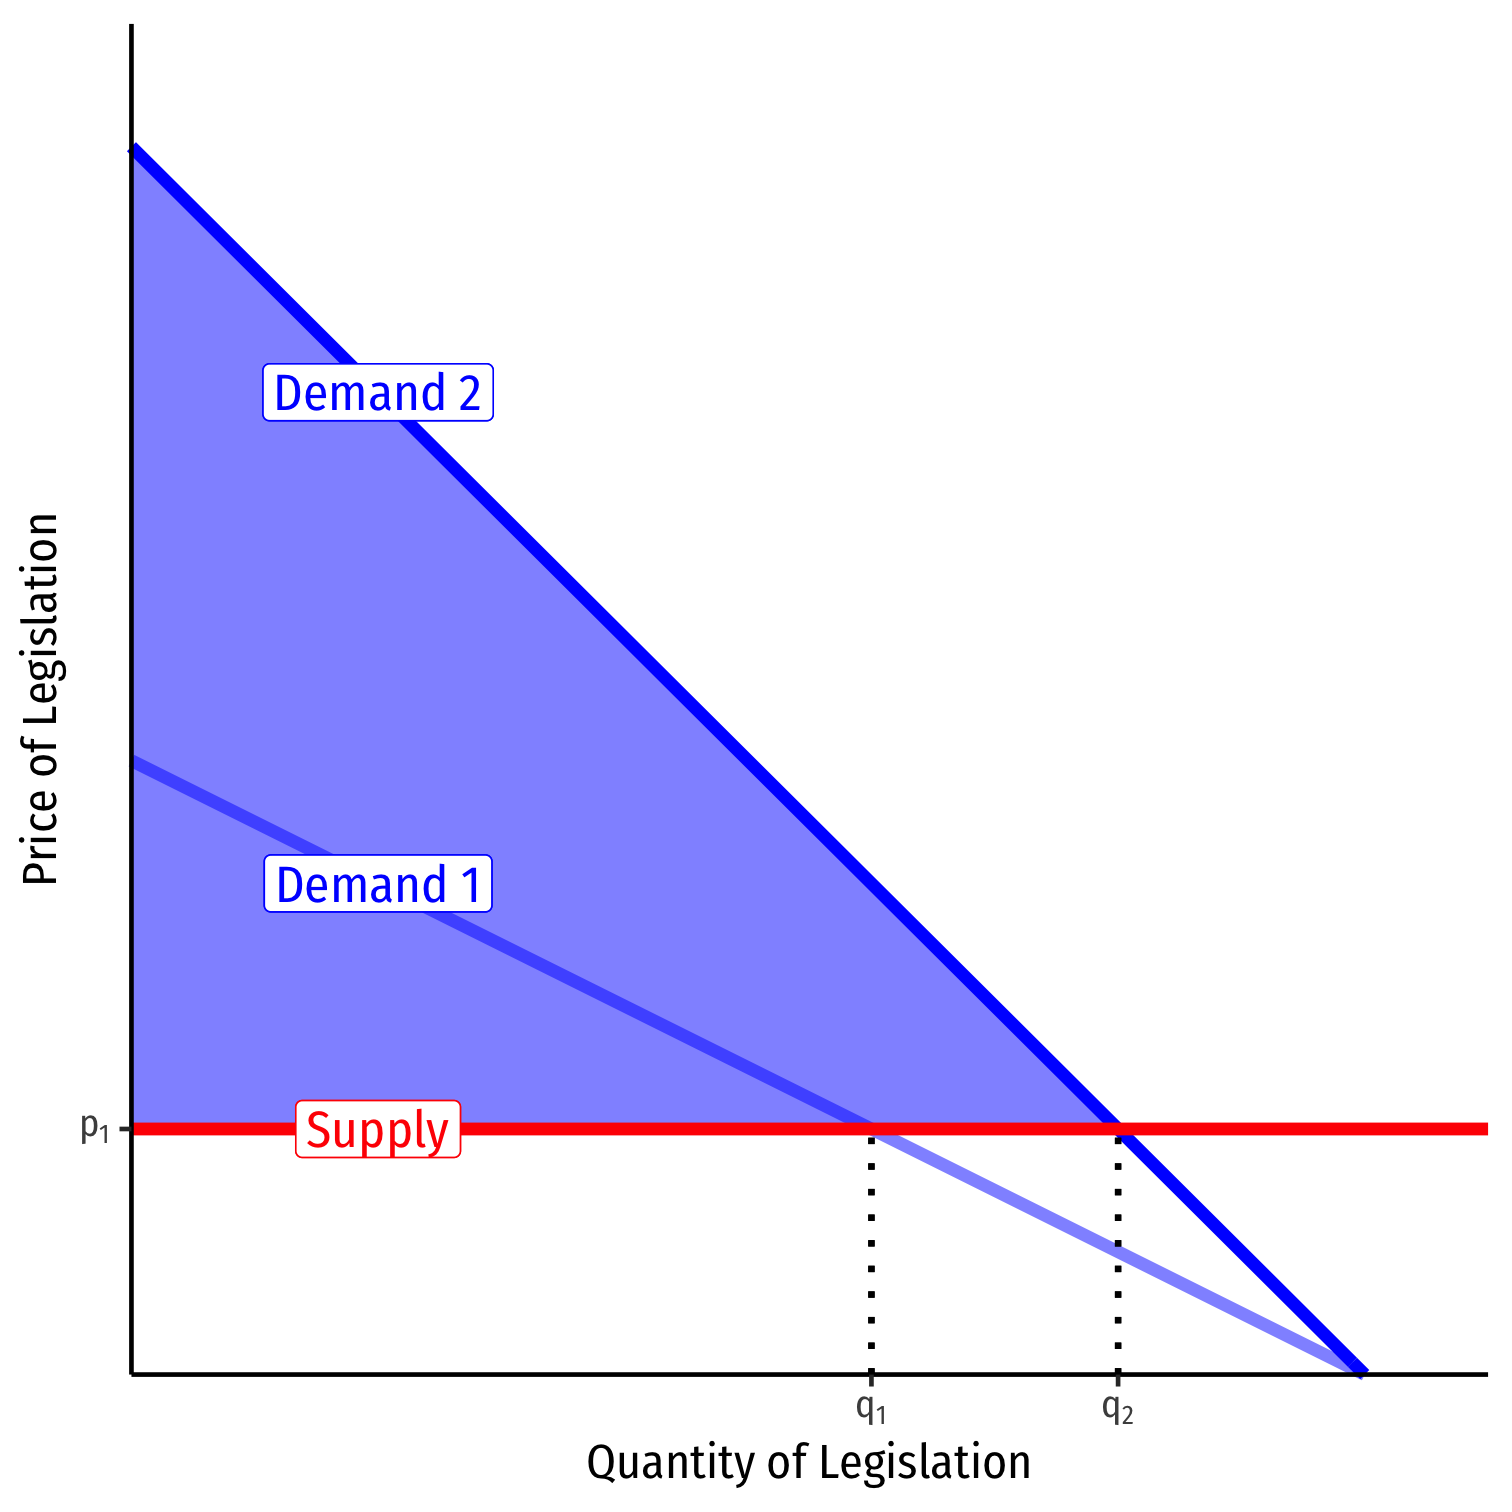 Demand 2
Price of Legislation
Demand 1
p₁
Supply
q₁
q₂
Quantity of Legislation